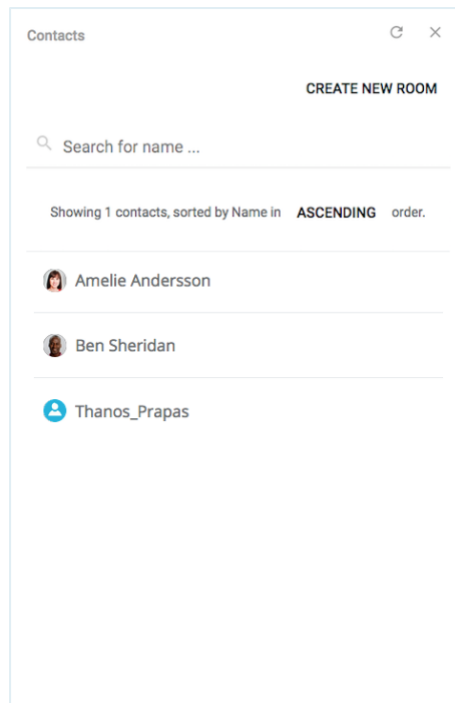 Contacts
CREATE NEW ROOM
Search for name ...
Showing 1 contacts, sorted by Name in ASCENDING order.
Amelie Andersson
Ben Sheridan
Thanos_Prapas